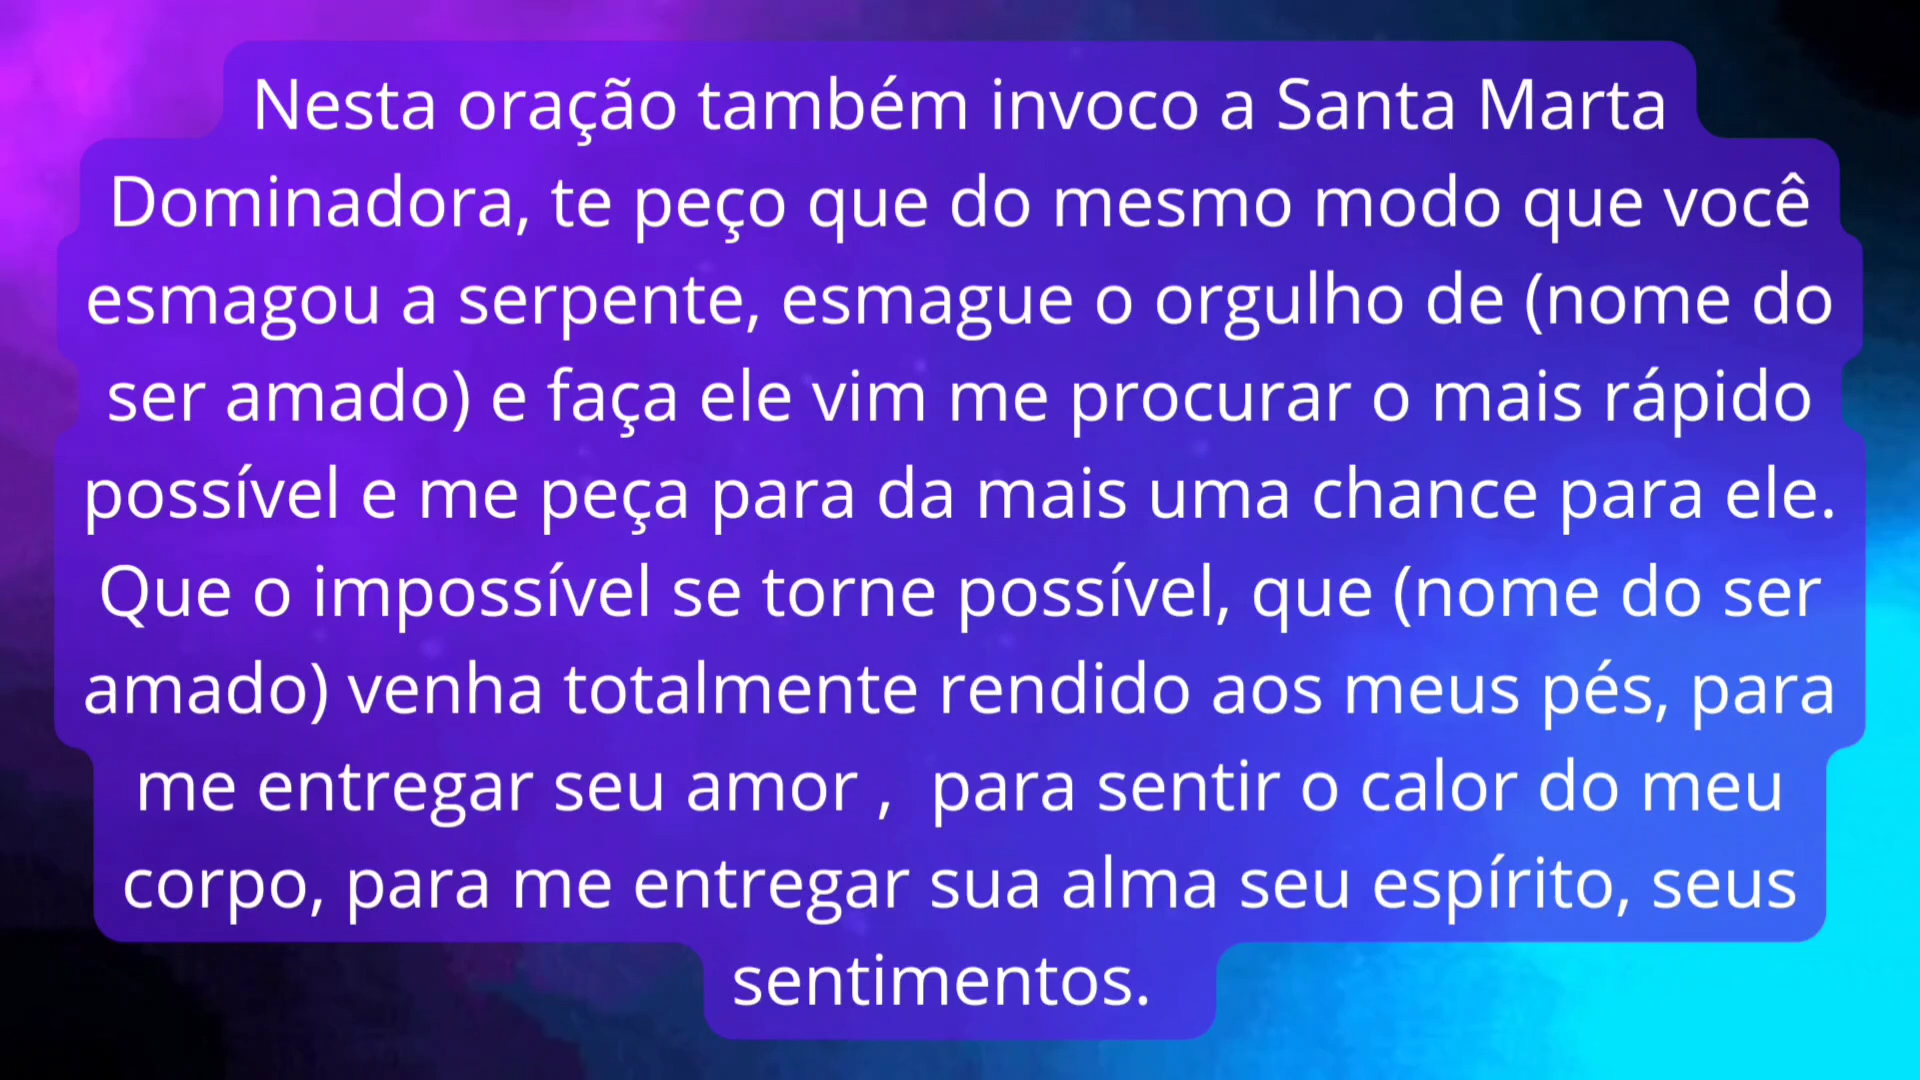 Nesta oração também invoco a Santa Marta
Dominadora, te peço que do mesmo modo que você
esmagou a serpente, esmague o orgulho de (nome do
ser amado) e faça ele vim me procurar o mais rápido
possível e me peça para da mais uma chance para ele.
Que o impossível se torne possível, que (nome do ser
amado) venha totalmente rendido aos meus pés, para
me entregar seu amor ,  para sentir o calor do meu
corpo, para me entregar sua alma seu espírito, seus
sentimentos.